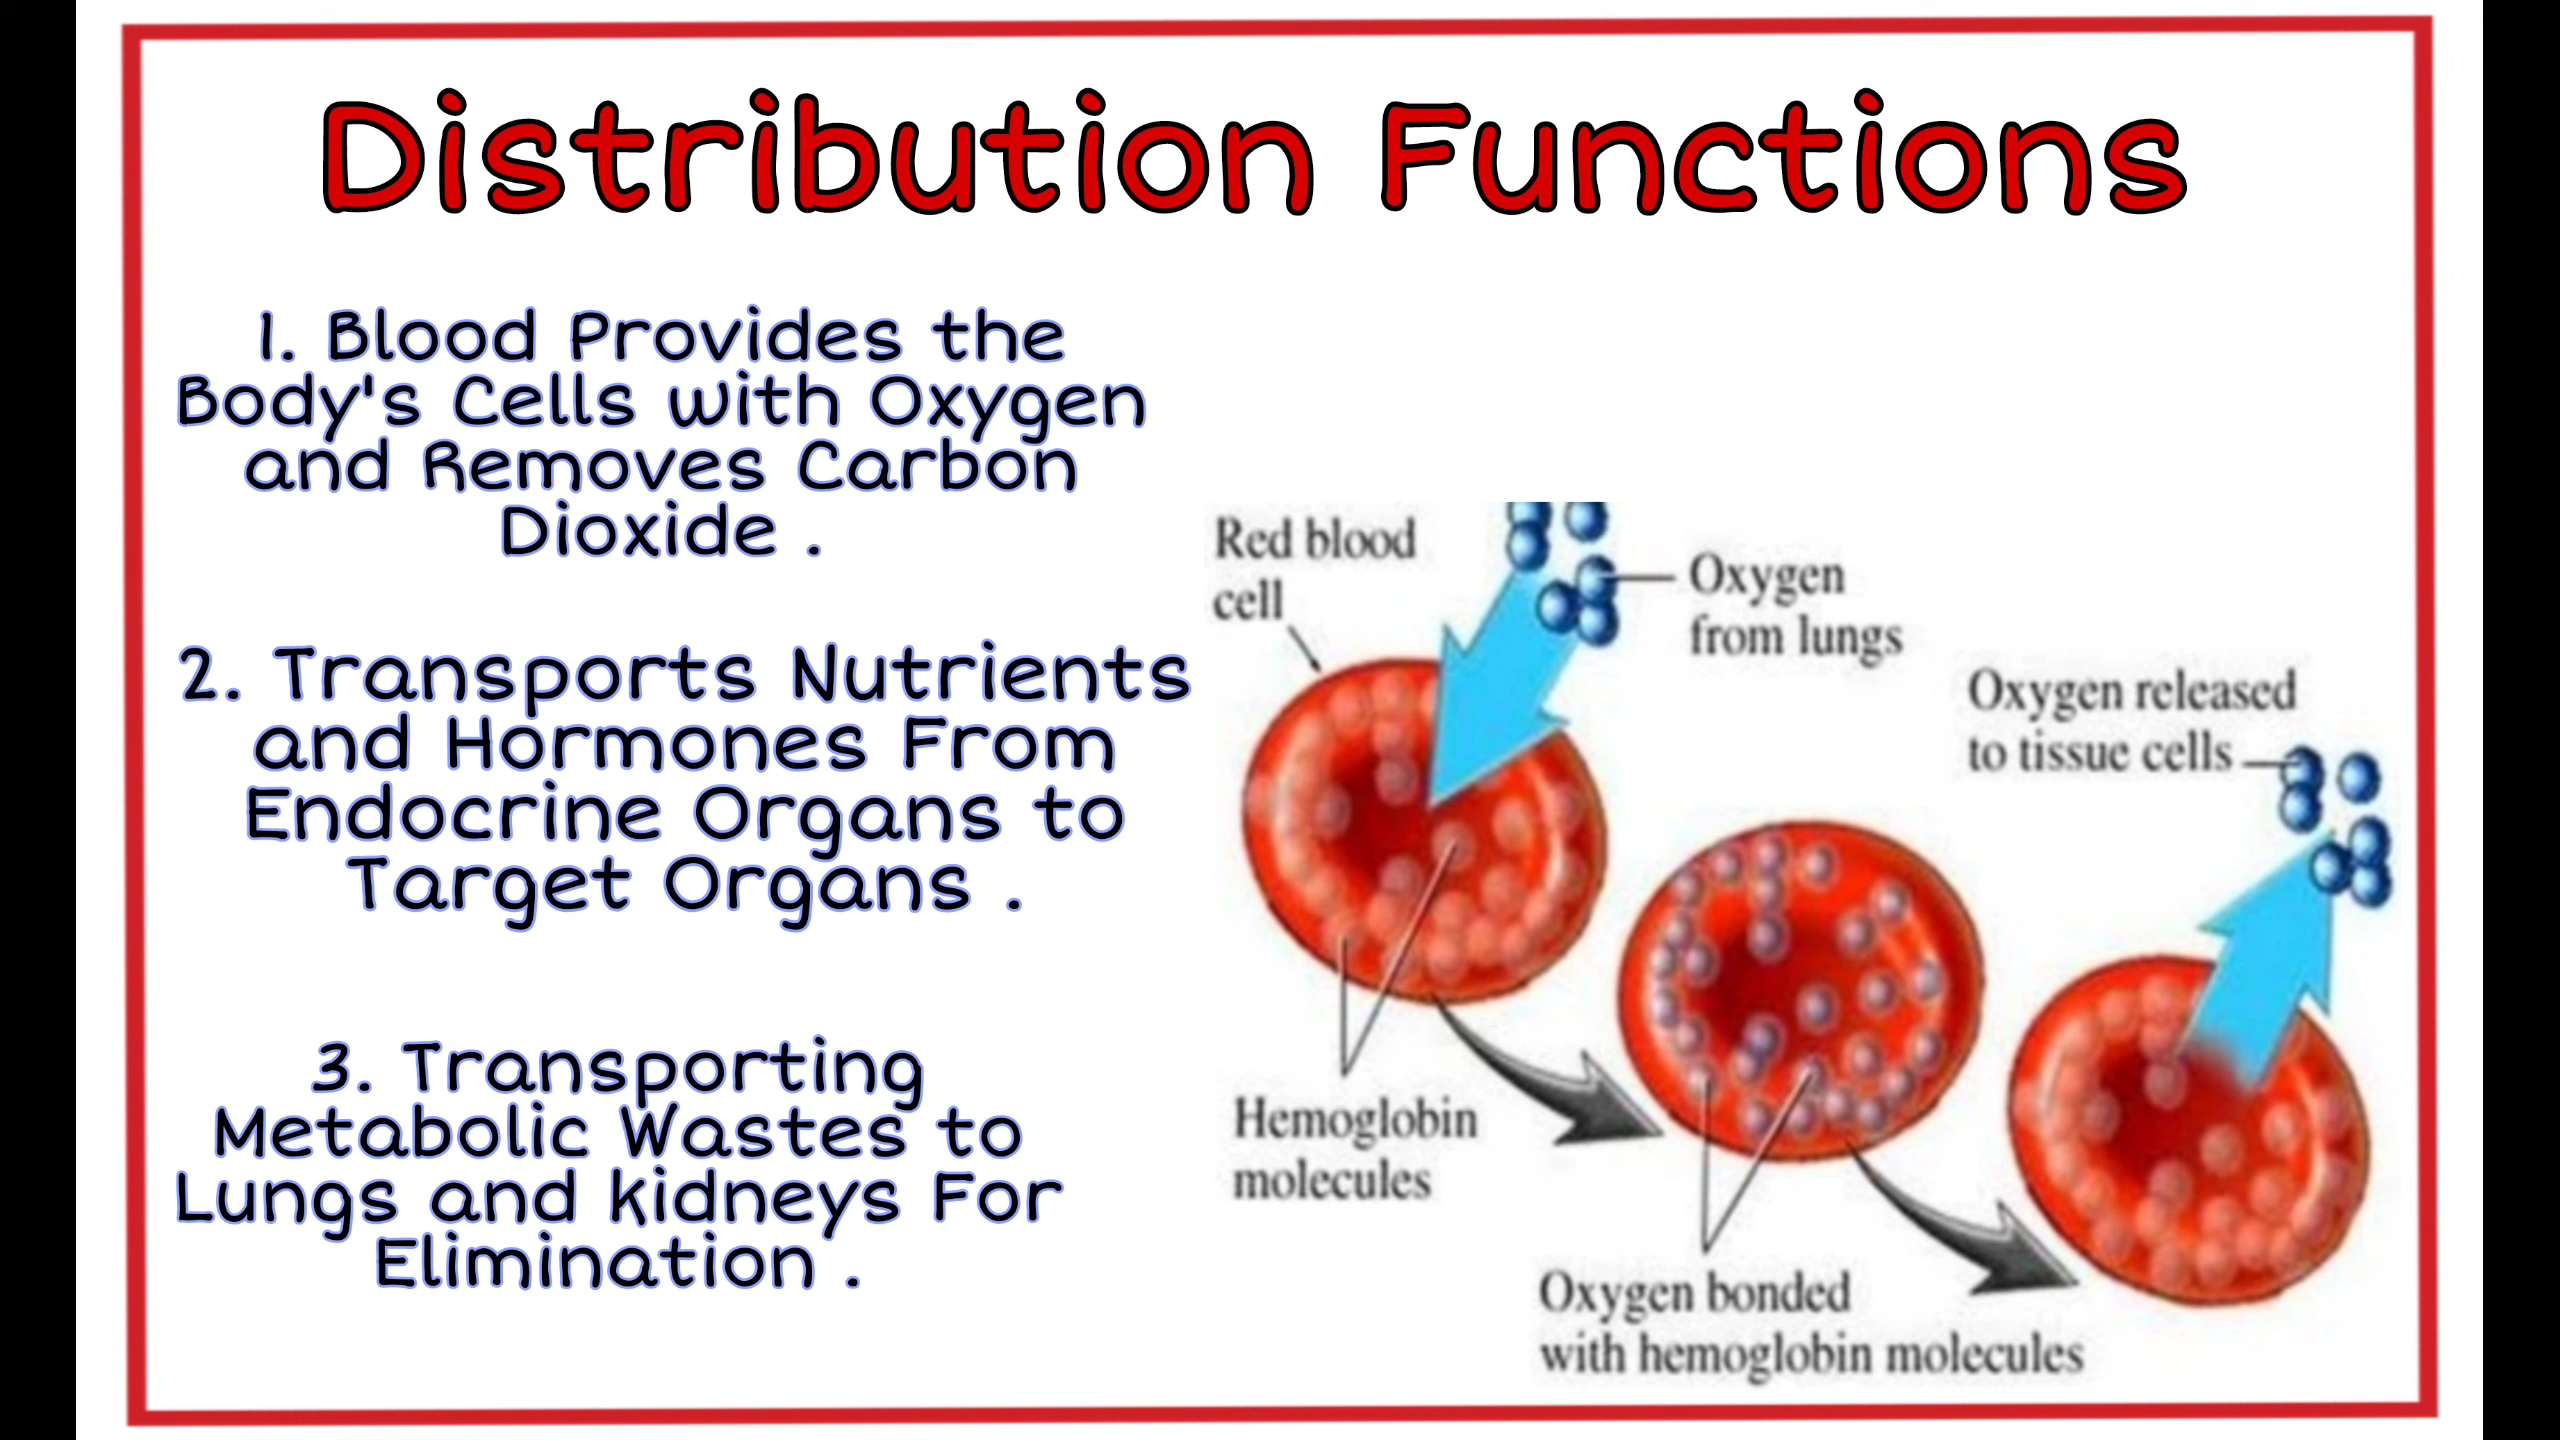 Distribution Functions
1. Blood Provides the
Body's Cells with Oxygen
and Removes Carbon
Dioxide .
2. Transports Nutrients
and Hormones From
Endocrine Organs to
Target Organs .
3. Transporting
Metabolic Wastes to
Lungs and kidneys For
Elimination .
Red blood
cell
Oxygen
from lungs
Oxygen released
to tissue cells
Hemoglobin
molecules
Oxygen bonded
with hemoglobin molecules